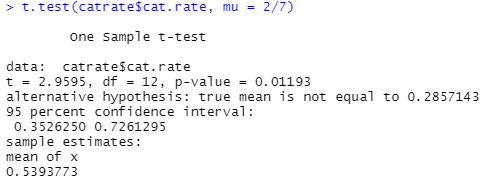 > t.test(catrate$cat.rate, mu = 2/7)
One Sample t-test
data: catrate$cat.rate
t = 2.9595, df = 12, p-value = 0.01193
alternative hypothesis: true mean is not equal to 0.2857143
95 percent confidence interval:
0.3526250 0.7261295
sample estimates:
mean of x
0.5393773